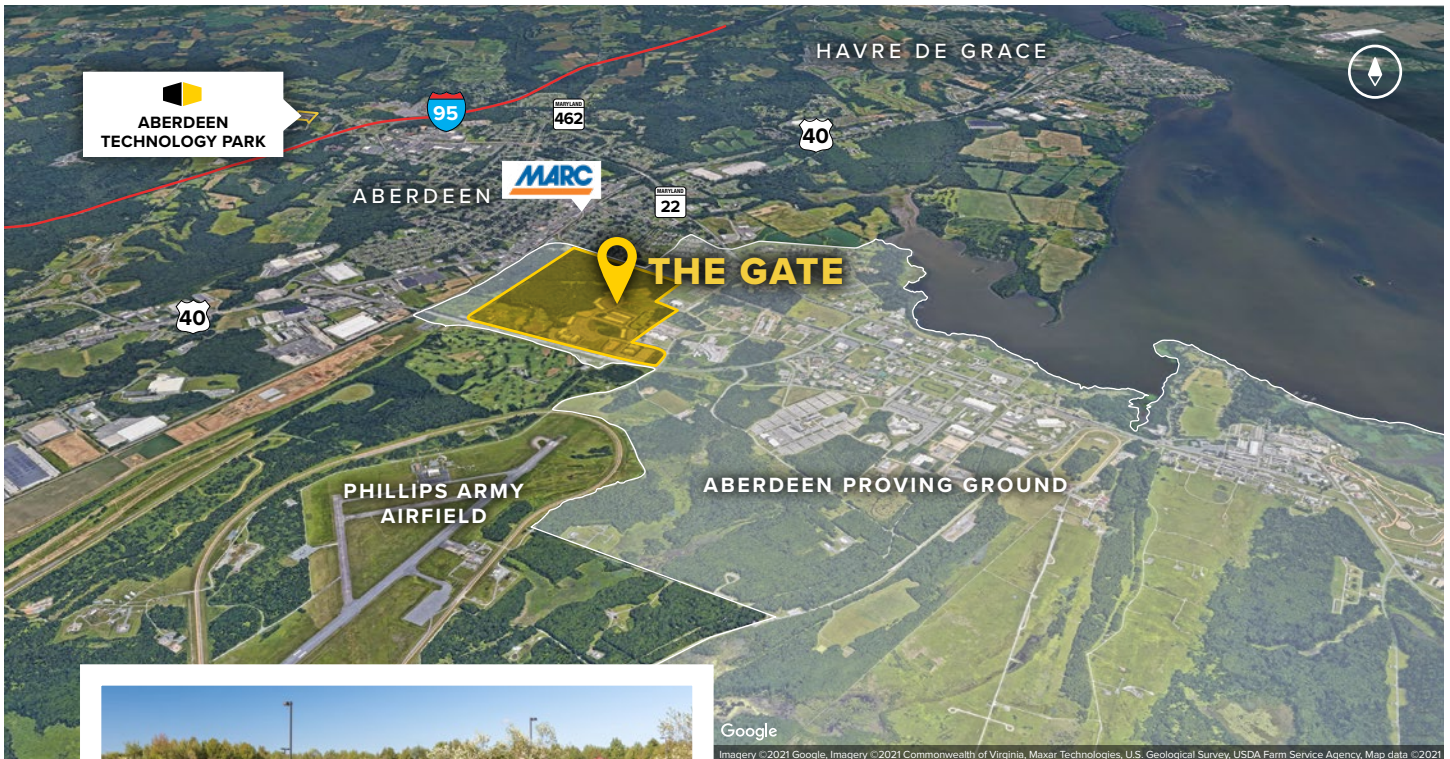 HAVRE DE GRACE
ABERDEEN
TECHNOLOGY PARK
95
MARYLAND
462
40
MARC
ABERDEEN
MARYLAND
22
THE GATE
40
PHILLIPS ARMY
AIRFIELD
ABERDEEN PROVING GROUND
Google
Imagery ©2021 Google, Imagery ©2021 Commonwealth of Virginia, Maxar Technologies, U.S. Geological Survey, USDA Farm Service Agency, Map data ©2021